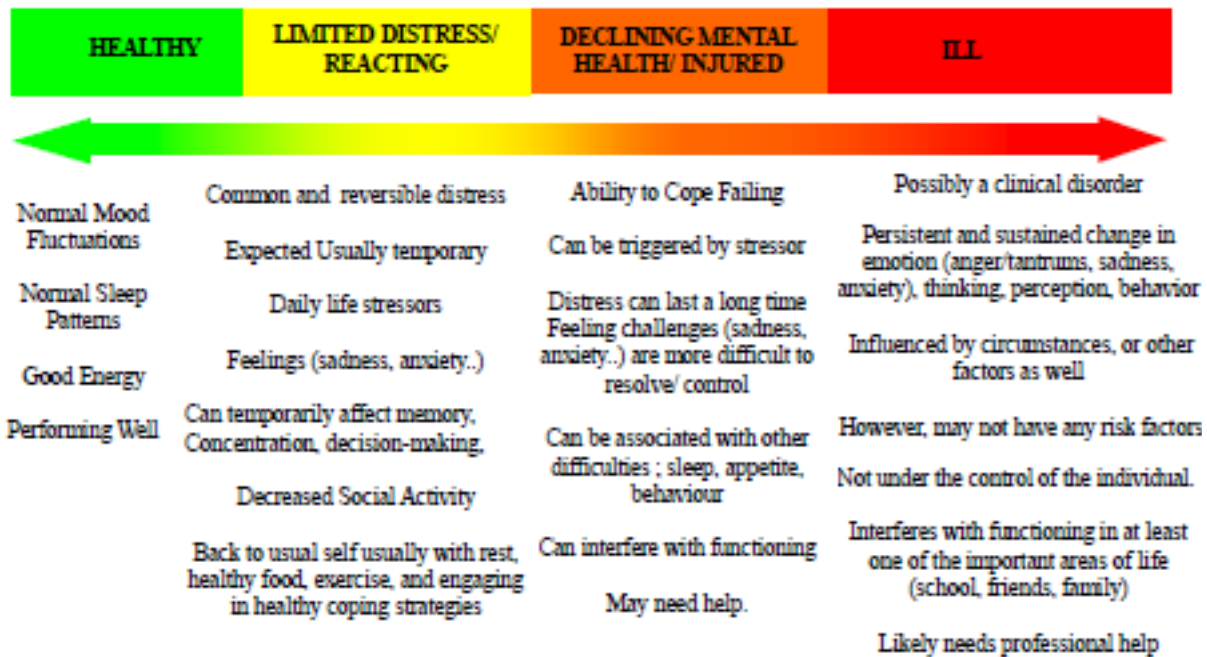 HEALTHY
LIMITED DISTRESS/
REACTING
DECLINING MENTAL
HEALTH/ INJURED
ILL
Normal Mood
Fluctuations
Normal Sleep
Patterns
Good Energy
Performing Well
Common and reversible distress
Expected Usually temporary
Daily life stressors
Feelings (sadness, anxiety..)
Can temporarily affect memory,
Concentration, decision-making,
Decreased Social Activity
Back to usual self usually with rest,
healthy food, exercise, and engaging
in healthy coping strategies
Ability to Cope Failing
Can be triggered by stressor
Distress can last a long time
Feeling challenges (sadness,
anxiety..) are more difficult to
resolve/ control
Can be associated with other
difficulties ; sleep, appetite,
behaviour
Can interfere with functioning
May need help.
Possibly a clinical disorder
Persistent and sustained change in
emotion (anger/tantrums, sadness,
anxiety), thinking, perception, behavior
Influenced by circumstances, or other
factors as well
However, may not have any risk factors
Not under the control of the individual.
Interferes with functioning in at least
one of the important areas of life
(school, friends, family)
Likely needs professional help